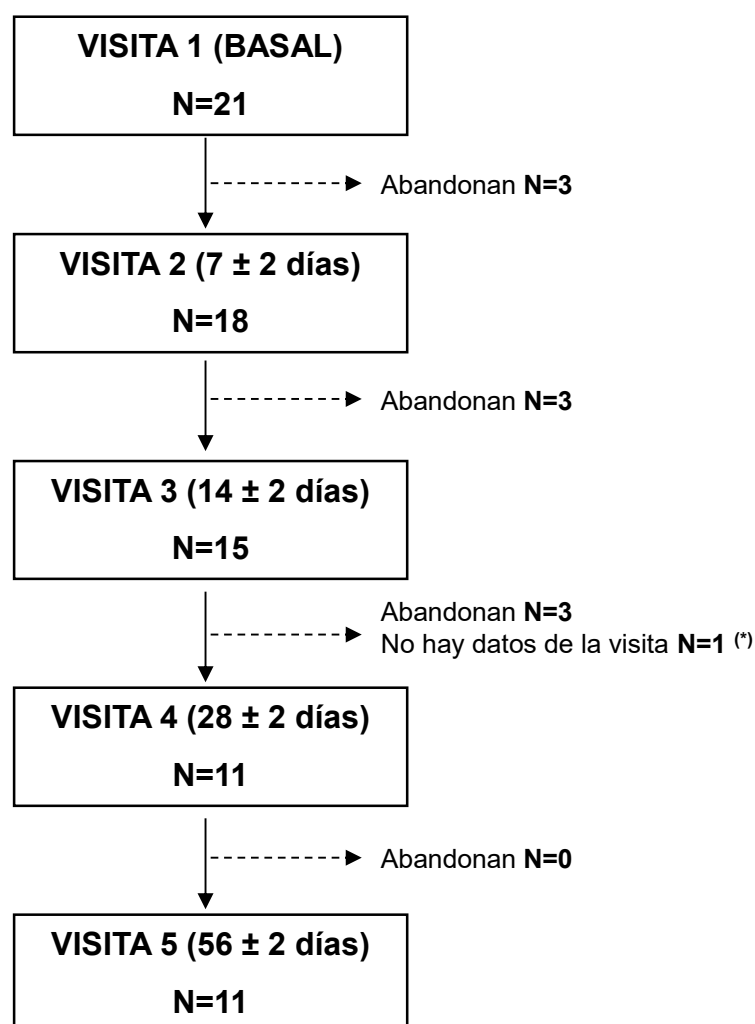 VISITA 1 (BASAL)
N=21
Abandonan N=3
VISITA 2 (7 ± 2 días)
N=18
Abandonan N=3
VISITA 3 (14 ± 2 días)
N=15
Abandonan N=3
No hay datos de la visita N=1 (*)
VISITA 4 (28 ± 2 días)
N=11
Abandonan N=0
VISITA 5 (56 ± 2 días)
N=11